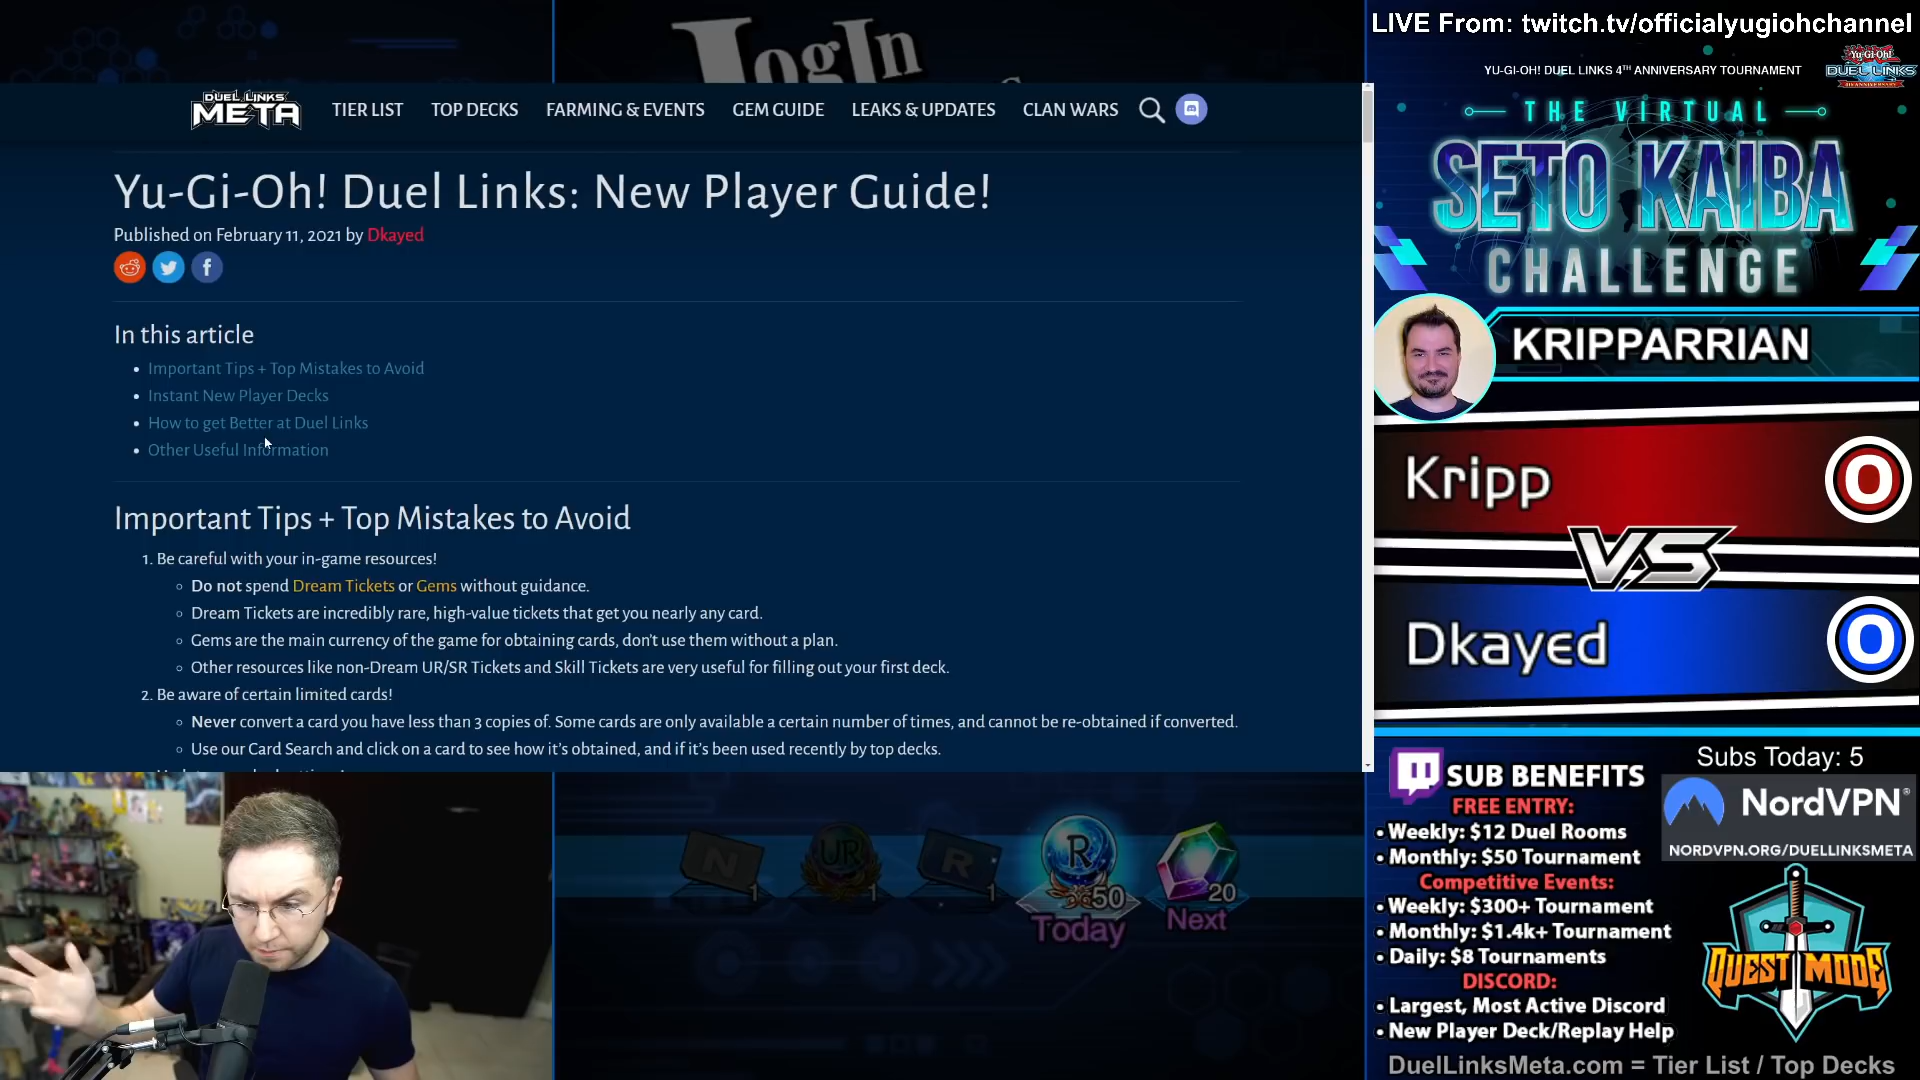 LogIn
DUEL LINKS
META
TIER LIST
TOP DECKS
FARMING & EVENTS
GEM GUIDE
LEAKS & UPDATES
CLAN WARS
Yu-Gi-Oh! Duel Links: New Player Guide!
Published on February 11, 2021 by Dkayed
In this article
• Important Tips + Top Mistakes to Avoid
• Instant New Player Decks
• How to get Better at Duel Links
• Other Useful Information
Important Tips + Top Mistakes to Avoid
1. Be careful with your in-game resources!
◦ Do not spend Dream Tickets or Gems without guidance.
◦ Dream Tickets are incredibly rare, high-value tickets that get you nearly any card.
◦ Gems are the main currency of the game for obtaining cards, don't use them without a plan.
◦ Other resources like non-Dream UR/SR Tickets and Skill Tickets are very useful for filling out your first deck.
2. Be aware of certain limited cards!
◦ Never convert a card you have less than 3 copies of. Some cards are only available a certain number of times, and cannot be re-obtained if converted.
◦ Use our Card Search and click on a card to see how it's obtained, and if it's been used recently by top decks.
N 1
UR 1
R 1
R x50
20
Today
Next
LIVE From: twitch.tv/officialyugiohchannel
YU-GI-OH! DUEL LINKS 4TH ANNIVERSARY TOURNAMENT
Yu-Gi-Oh!
DUEL LINKS
THE VIRTUAL
SETO KAIBA
CHALLENGE
KRIPPARRIAN
Kripp
0
VS
Dkayed
0
SUB BENEFITS
FREE ENTRY:
• Weekly: $12 Duel Rooms
• Monthly: $50 Tournament
Competitive Events:
• Weekly: $300+ Tournament
• Monthly: $1.4k+ Tournament
• Daily: $8 Tournaments
DISCORD:
• Largest, Most Active Discord
• New Player Deck/Replay Help
Subs Today: 5
NordVPN®
NORDVPN.ORG/DUELLINKSMETA
QUEST MODE
DuelLinksMeta.com = Tier List / Top Decks